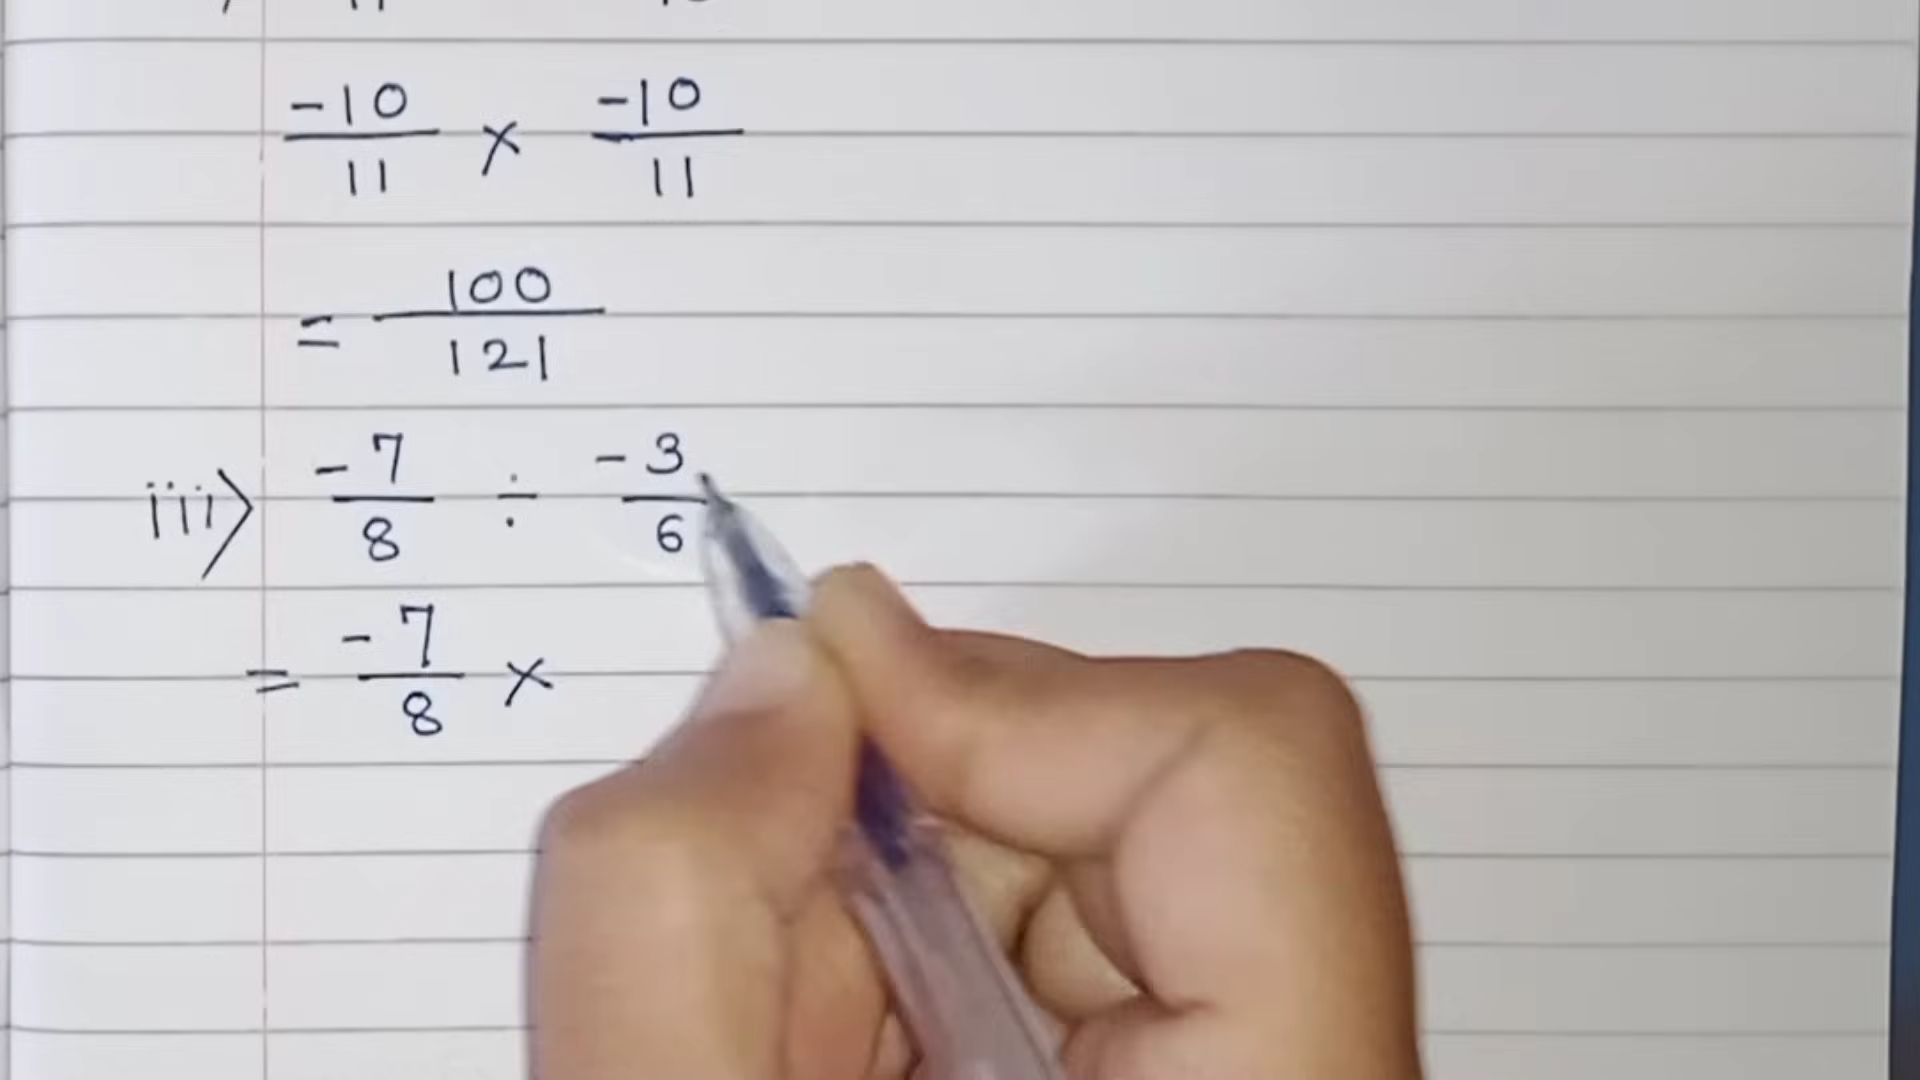 -10/11 × -10/11
= 100/121
iii) -7/8 ÷ -3/6
= -7/8 ×